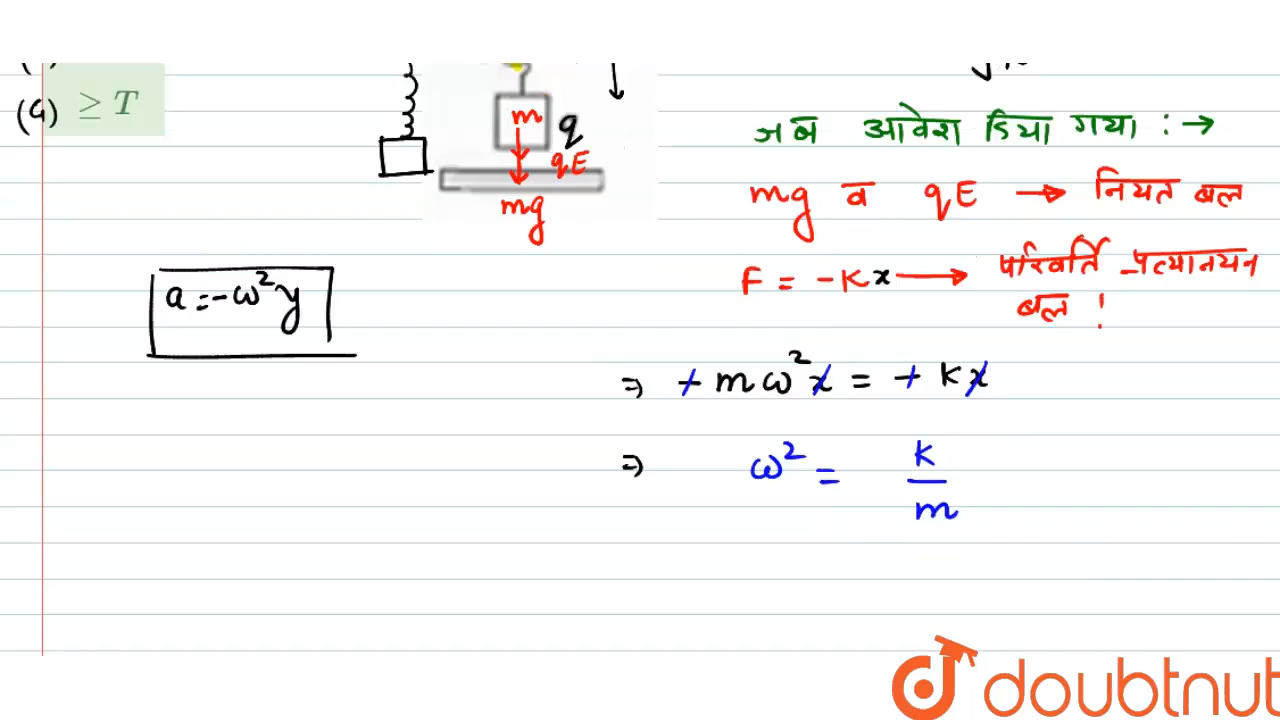 (4) ≥ T
m
q
qE
mg
a = -ω²y
जब आवेश दिया गया : →
mg व qE → नियत बल
F = -Kx → परिवर्ति प्रत्यानयन
बल !
⇒ + mω²x = + Kx
⇒ ω² = K/m
doubtnut